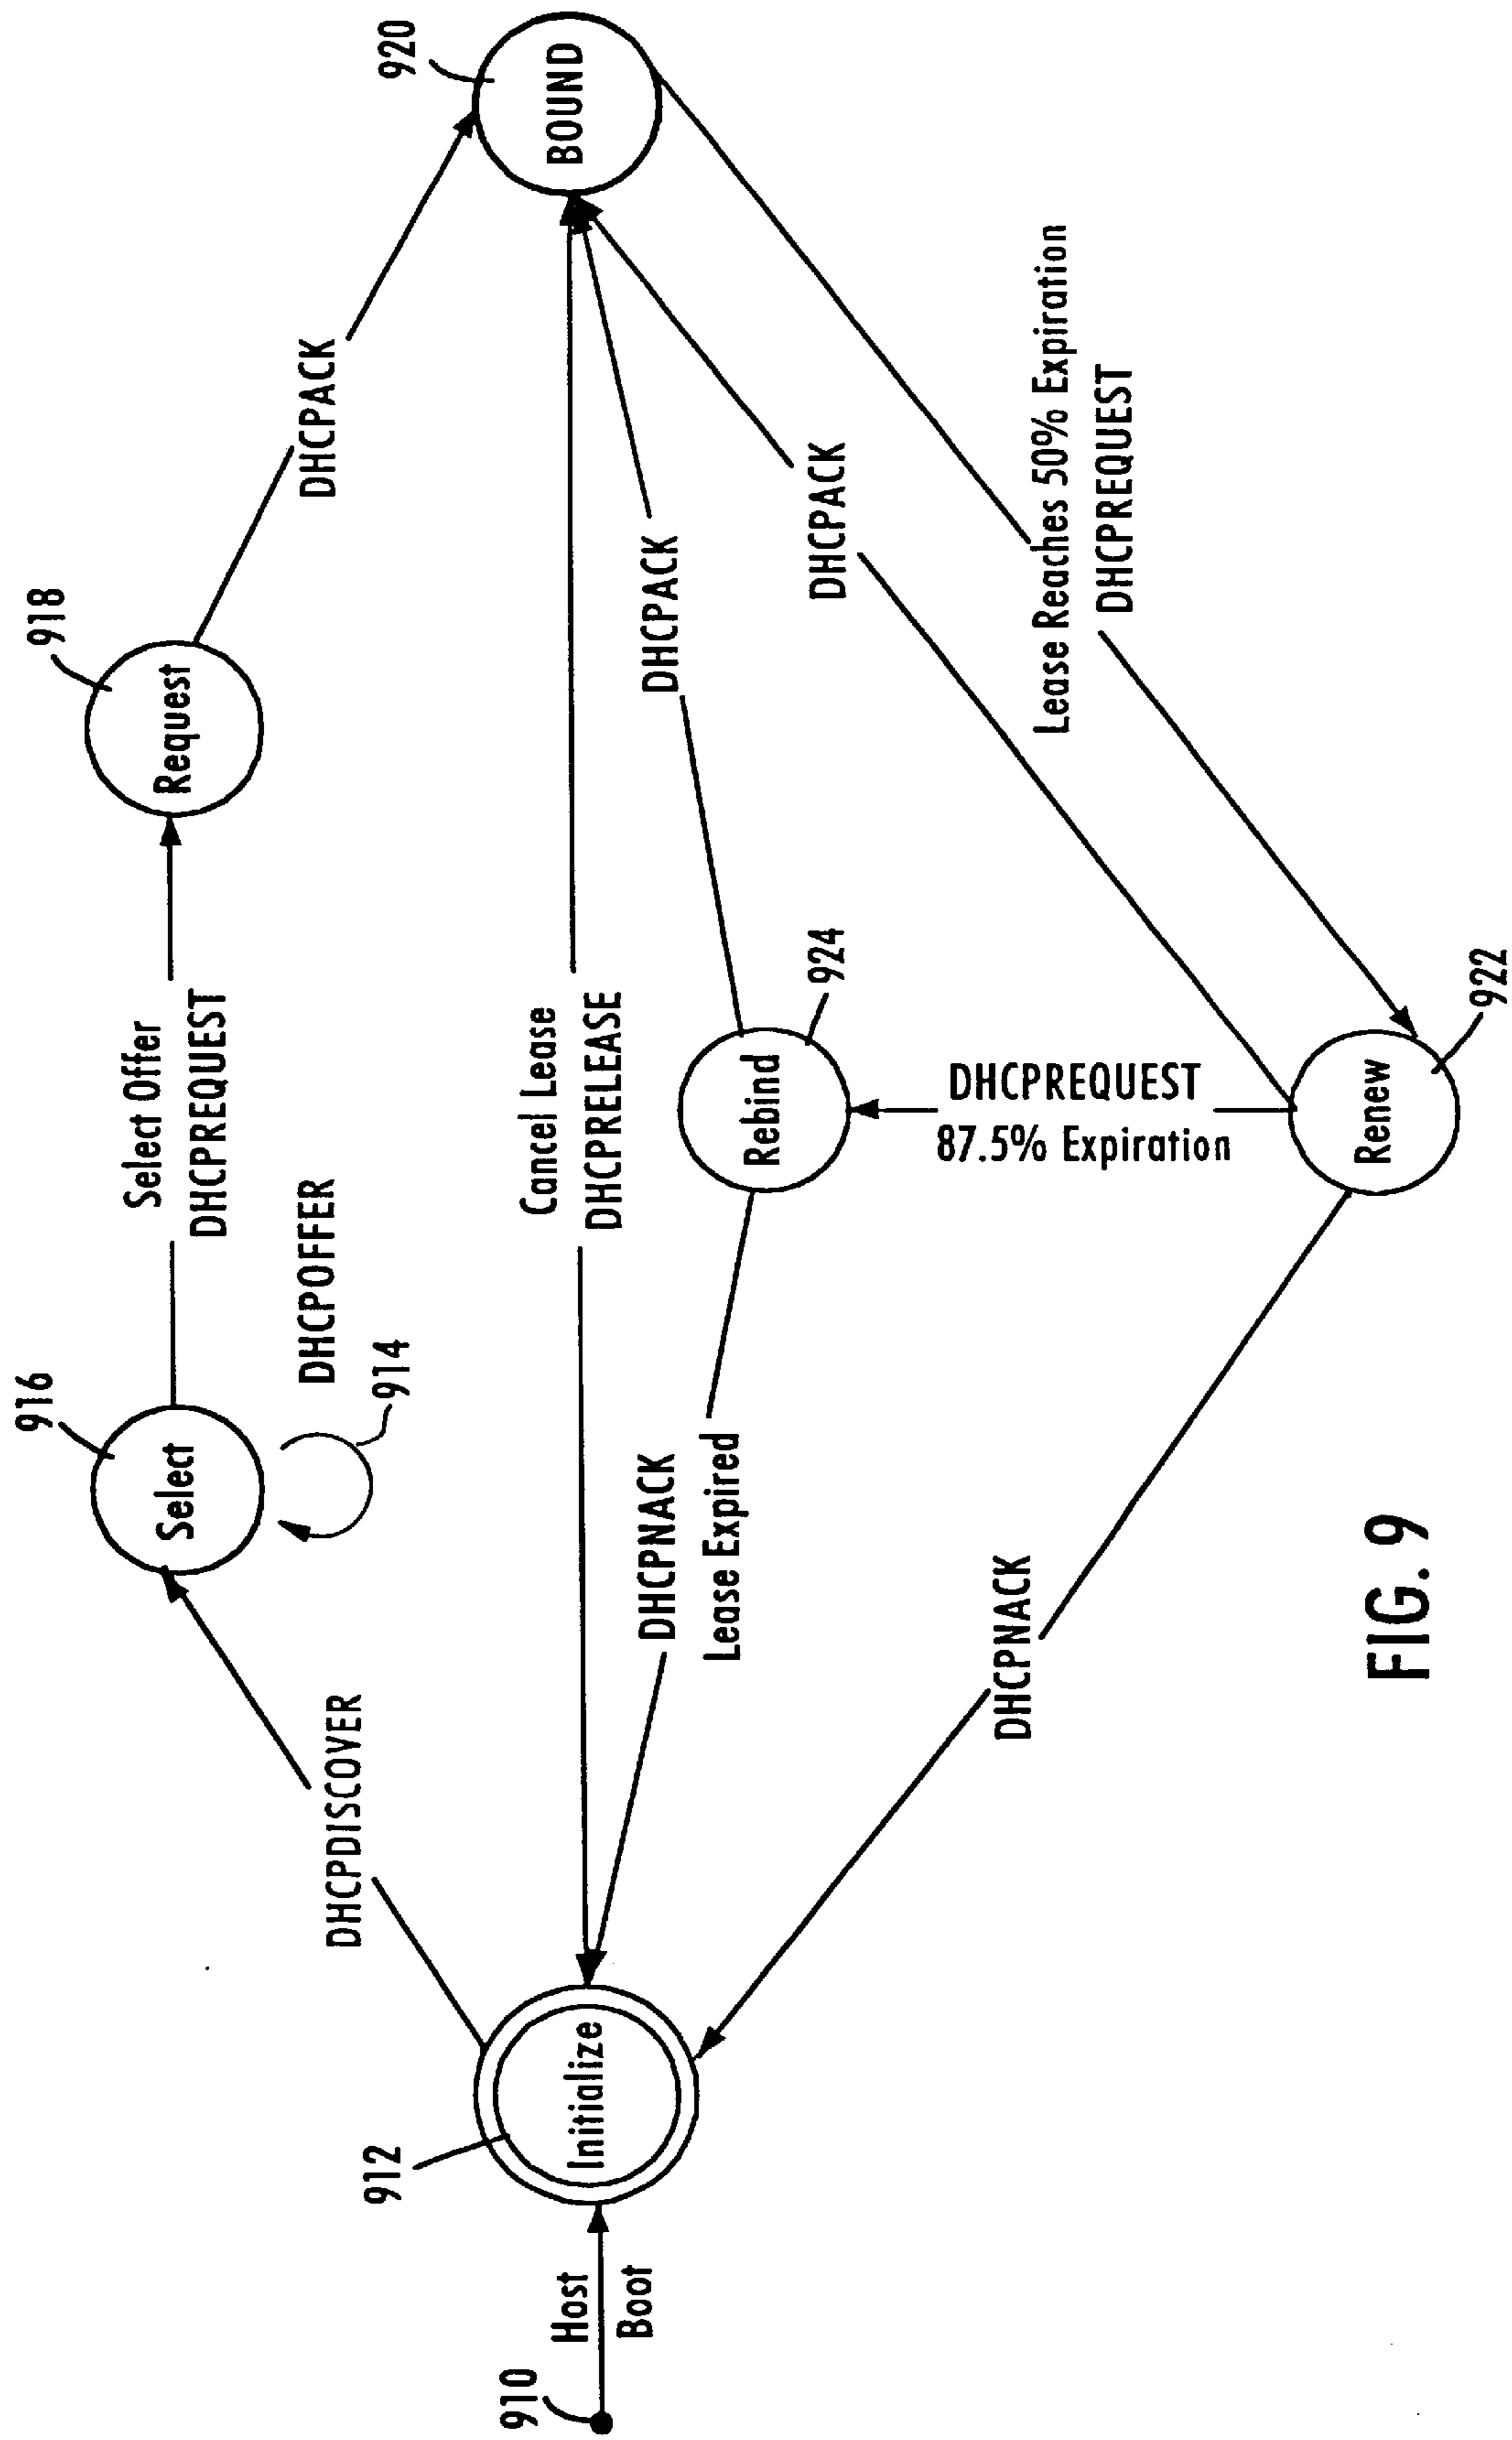 916
918
Select Offer
DHCPREQUEST
Select
Request
DHCPOFFER
914
DHCPDISCOVER
DHCPACK
912
920
910
Host
Boot
Initialize
Cancel Lease
DHCPRELEASE
BOUND
DHCPNACK
Lease Expired
DHCPACK
Rebind
924
DHCPACK
DHCPREQUEST
87.5% Expiration
DHCPNACK
Lease Reaches 50% Expiration
DHCPREQUEST
Renew
922
FIG. 9